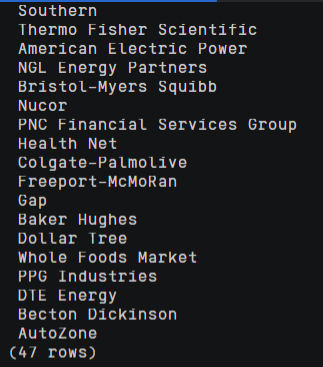 Southern
Thermo Fisher Scientific
American Electric Power
NGL Energy Partners
Bristol-Myers Squibb
Nucor
PNC Financial Services Group
Health Net
Colgate-Palmolive
Freeport-McMoRan
Gap
Baker Hughes
Dollar Tree
Whole Foods Market
PPG Industries
DTE Energy
Becton Dickinson
AutoZone
(47 rows)